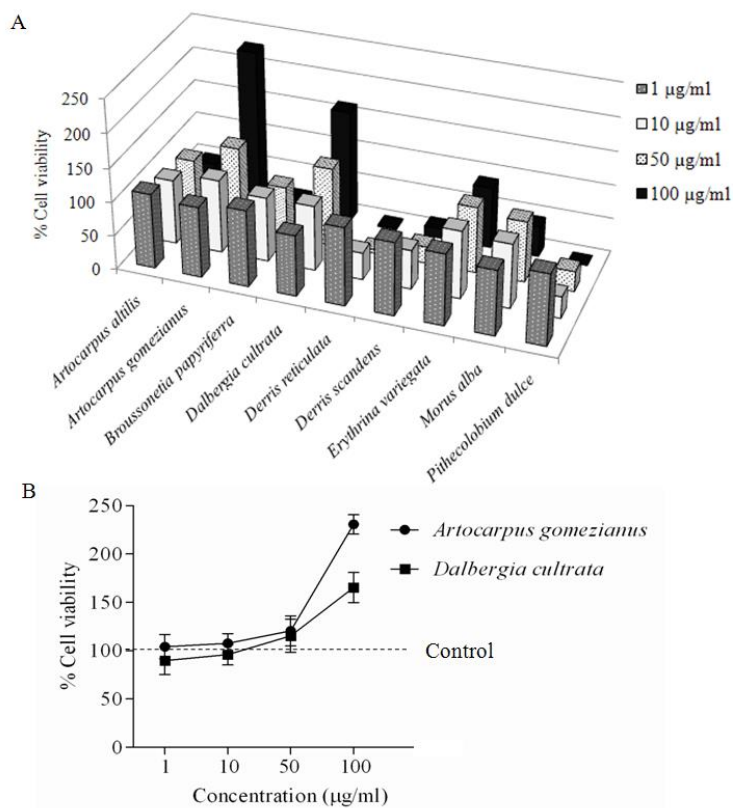 A
250
200
150
100
50
0
% Cell viability
1 µg/ml
10 µg/ml
50 µg/ml
100 µg/ml
Artocarpus altilis
Artocarpus gomezianus
Broussonetia papyriferra
Dalbergia cultrata
Derris reticulata
Derris scandens
Erythrina variegata
Morus alba
Pithecolobium dulce
B
250
200
150
100
50
0
% Cell viability
Artocarpus gomezianus
Dalbergia cultrata
Control
1 10 50 100
Concentration (µg/ml)